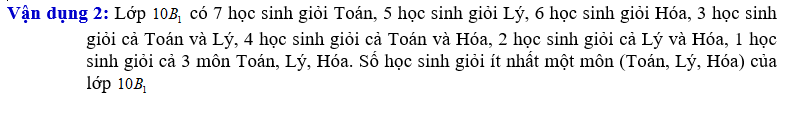 Vận dụng 2: Lớp 10B₁ có 7 học sinh giỏi Toán, 5 học sinh giỏi Lý, 6 học sinh giỏi Hóa, 3 học sinh
giỏi cả Toán và Lý, 4 học sinh giỏi cả Toán và Hóa, 2 học sinh giỏi cả Lý và Hóa, 1 học
sinh giỏi cả 3 môn Toán, Lý, Hóa. Số học sinh giỏi ít nhất một môn (Toán, Lý, Hóa) của
lớp 10B₁